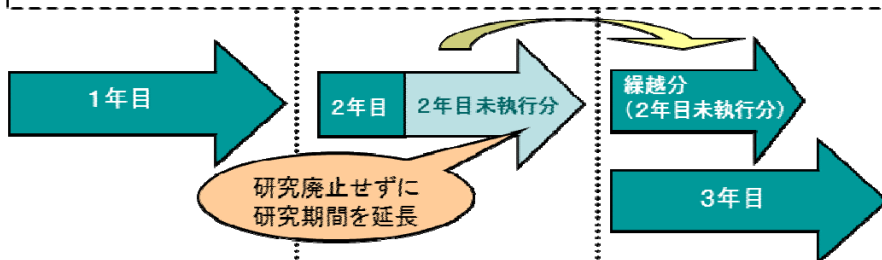 1年目
2年目
2年目未執行分
繰越分
（2年目未執行分）
研究廃止せずに
研究期間を延長
3年目